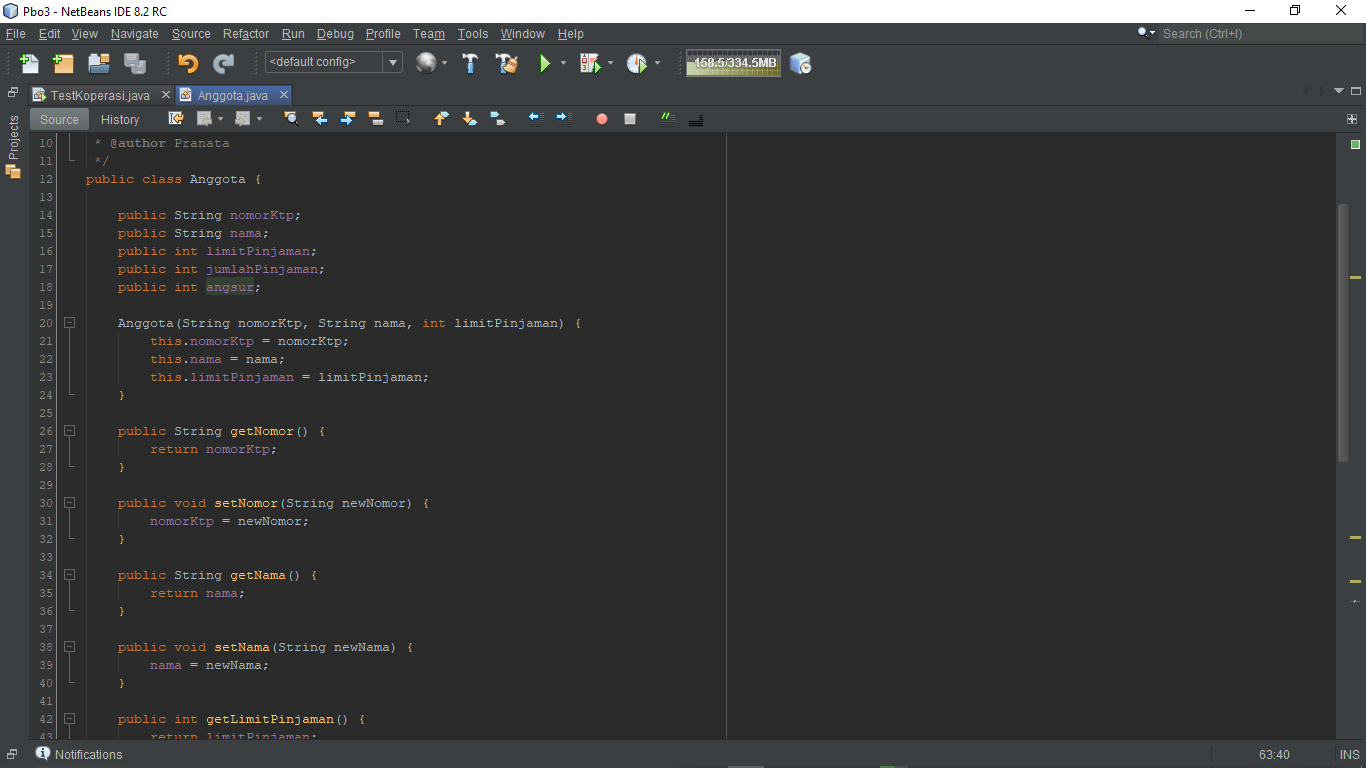 Pbo3 - NetBeans IDE 8.2 RC
File Edit View Navigate Source Refactor Run Debug Profile Team Tools Window Help
Search (Ctrl+I)
<default config>
158.5/334.5MB
TestKoperasi.java
Anggota.java
Projects
Source History
10 * @author Pranata
11 */
12 public class Anggota {
13
14 public String nomorKtp;
15 public String nama;
16 public int limitPinjaman;
17 public int jumlahPinjaman;
18 public int angsur;
19
20 Anggota(String nomorKtp, String nama, int limitPinjaman) {
21 this.nomorKtp = nomorKtp;
22 this.nama = nama;
23 this.limitPinjaman = limitPinjaman;
24 }
25
26 public String getNomor() {
27 return nomorKtp;
28 }
29
30 public void setNomor(String newNomor) {
31 nomorKtp = newNomor;
32 }
33
34 public String getNama() {
35 return nama;
36 }
37
38 public void setNama(String newNama) {
39 nama = newNama;
40 }
41
42 public int getLimitPinjaman() {
43 return limitPinjaman;
Notifications
63:40
INS